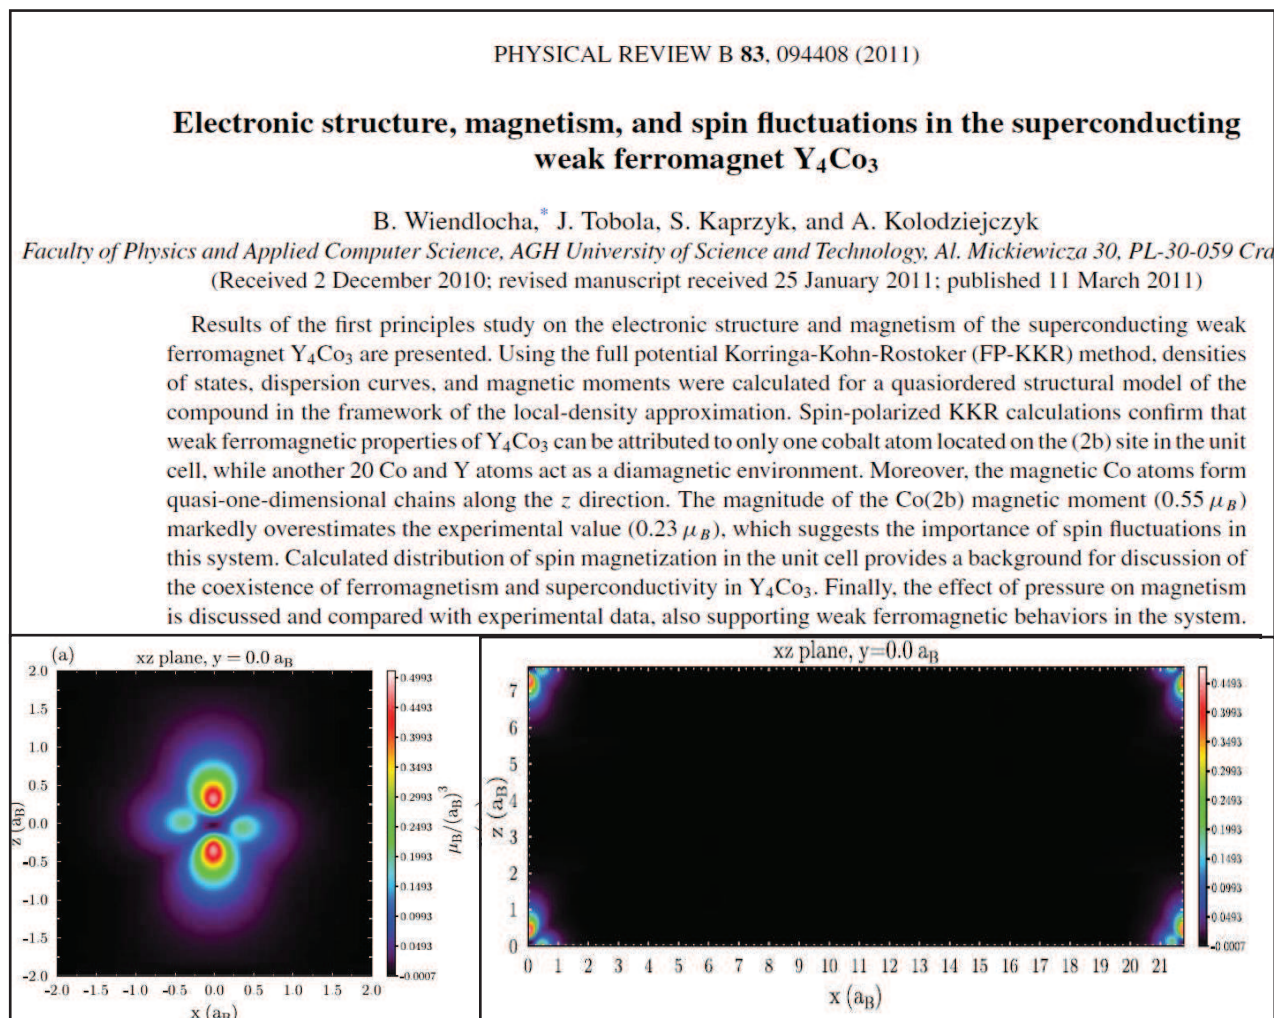 PHYSICAL REVIEW B 83, 094408 (2011)
Electronic structure, magnetism, and spin fluctuations in the superconducting
weak ferromagnet Y₄Co₃
B. Wiendlocha,* J. Tobola, S. Kaprzyk, and A. Kolodziejczyk
Faculty of Physics and Applied Computer Science, AGH University of Science and Technology, Al. Mickiewicza 30, PL-30-059 Cra
(Received 2 December 2010; revised manuscript received 25 January 2011; published 11 March 2011)
Results of the first principles study on the electronic structure and magnetism of the superconducting weak
ferromagnet Y₄Co₃ are presented. Using the full potential Korringa-Kohn-Rostoker (FP-KKR) method, densities
of states, dispersion curves, and magnetic moments were calculated for a quasiordered structural model of the
compound in the framework of the local-density approximation. Spin-polarized KKR calculations confirm that
weak ferromagnetic properties of Y₄Co₃ can be attributed to only one cobalt atom located on the (2b) site in the unit
cell, while another 20 Co and Y atoms act as a diamagnetic environment. Moreover, the magnetic Co atoms form
quasi-one-dimensional chains along the z direction. The magnitude of the Co(2b) magnetic moment (0.55 μB)
markedly overestimates the experimental value (0.23 μB), which suggests the importance of spin fluctuations in
this system. Calculated distribution of spin magnetization in the unit cell provides a background for discussion of
the coexistence of ferromagnetism and superconductivity in Y₄Co₃. Finally, the effect of pressure on magnetism
is discussed and compared with experimental data, also supporting weak ferromagnetic behaviors in the system.
(a)
xz plane, y = 0.0 aB
2.0
1.5
1.0
0.5
0.0
-0.5
-1.0
-1.5
-2.0
z (aB)
-2.0 -1.5 -1.0 -0.5 0.0 0.5 1.0 1.5 2.0
x (aB)
0.4993
0.4493
0.3993
0.3493
0.2993
0.2493
0.1993
0.1493
0.0993
0.0493
-0.0007
μB/(aB)³
xz plane, y=0.0 aB
7
6
5
4
3
2
1
0
z (aB)
0 1 2 3 4 5 6 7 8 9 10 11 12 13 14 15 16 17 18 19 20 21
x (aB)
0.4493
0.3993
0.3493
0.2993
0.2493
0.1993
0.1493
0.0993
0.0493
-0.0007